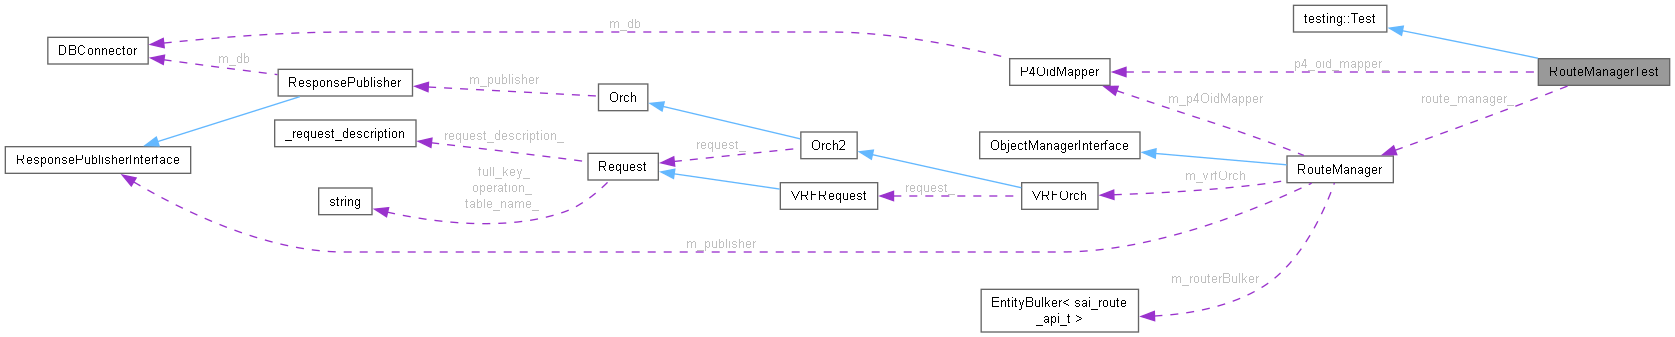 testing::Test
m_db
DBConnector
m_db
p4_oid_mapper_
P4OidMapper
RouteManagerTest
ResponsePublisher
m_publisher
Orch
m_p4OidMapper
route_manager_
_request_description
request_description_
request_
Orch2
ObjectManagerInterface
ResponsePublisherInterface
Request
RouteManager
full_key_
operation_
table_name_
m_vrfOrch
string
VRFRequest
request_
VRFOrch
m_publisher
m_routerBulker
EntityBulker< sai_route
_api_t >